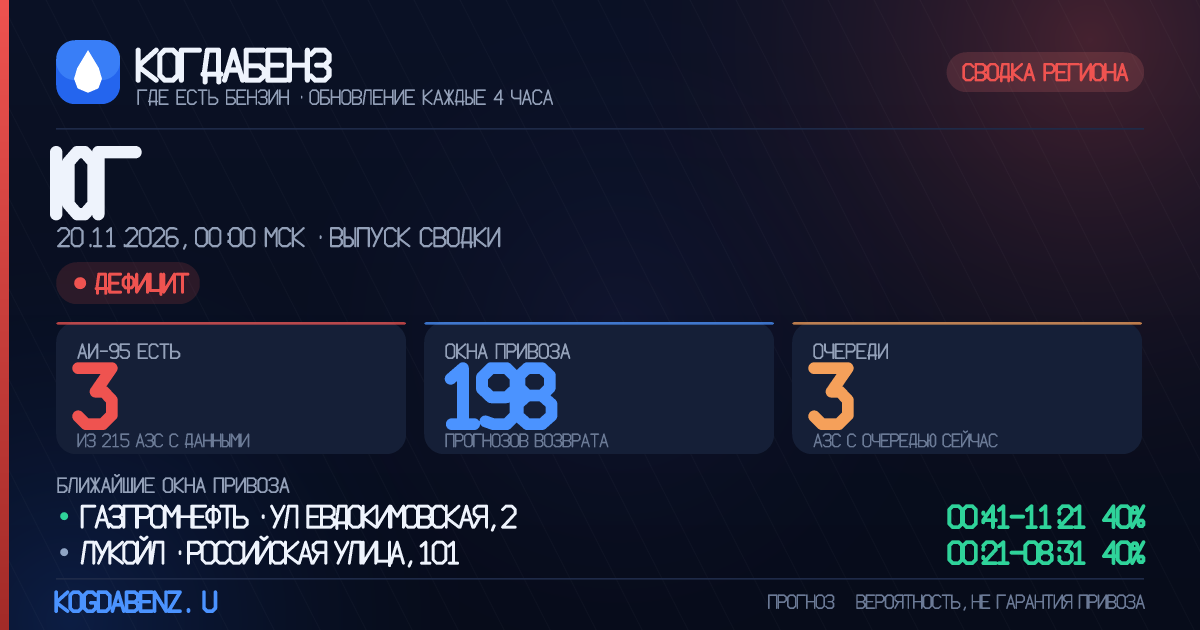 КОГДАБЕНЗ
ГДЕ ЕСТЬ БЕНЗИН · ОБНОВЛЕНИЕ КАЖДЫЕ 4 ЧАСА
СВОДКА РЕГИОНА
ЮГ
20.11.2026, 00:00 МСК · ВЫПУСК СВОДКИ
ДЕФИЦИТ
АИ-95 ЕСТЬ
3
ИЗ 215 АЗС С ДАННЫМИ
ОКНА ПРИВОЗА
198
ПРОГНОЗОВ ВОЗВРАТА
ОЧЕРЕДИ
3
АЗС С ОЧЕРЕДЬЮ СЕЙЧАС
БЛИЖАЙШИЕ ОКНА ПРИВОЗА
• ГАЗПРОМНЕФТЬ · УЛ ЕВДОКИМОВСКАЯ, 2 00:41-11:21 40%
• ЛУКОЙЛ · РОССИЙСКАЯ УЛИЦА, 101 00:21-08:31 40%
KOGDABENZ. U
ПРОГНОЗ ВЕРОЯТНОСТЬ, НЕ ГАРАНТИЯ ПРИВОЗА